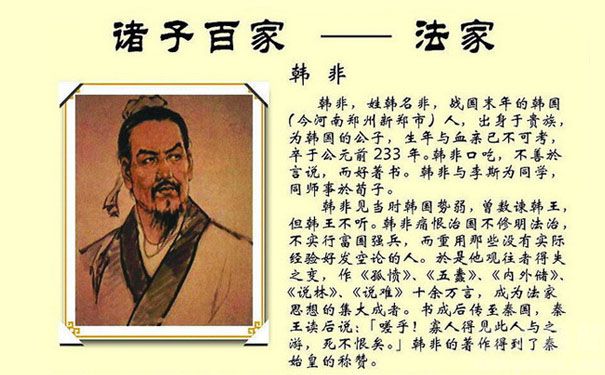 诸子百家 —— 法家
韩 非
韩非，姓韩名非，战国末年的韩国
（今河南郑州新郑市）人，出身于贵族，
为韩国的公子，生年与血亲已不可考，
卒于公元前 233 年。韩非口吃，不善於
言说，而好著书。韩非与李斯为同学，
同师事於荀子。
韩非见当时韩国势弱，曾数谏韩王，
但韩王不听。韩非痛恨治国不修明法治，
不实行富国强兵，而重用那些没有实际
经验好发空论的人。於是他观往者得失
之变，作《孤愤》、《五蠹》、《内外储》、
《说林》、《说难》十余万言，成为法家
思想的集大成者。书成后传至秦国，秦
王读后说：「嗟乎！寡人得见此人与之
游，死不恨矣。」韩非的著作得到了秦
始皇的称赞。